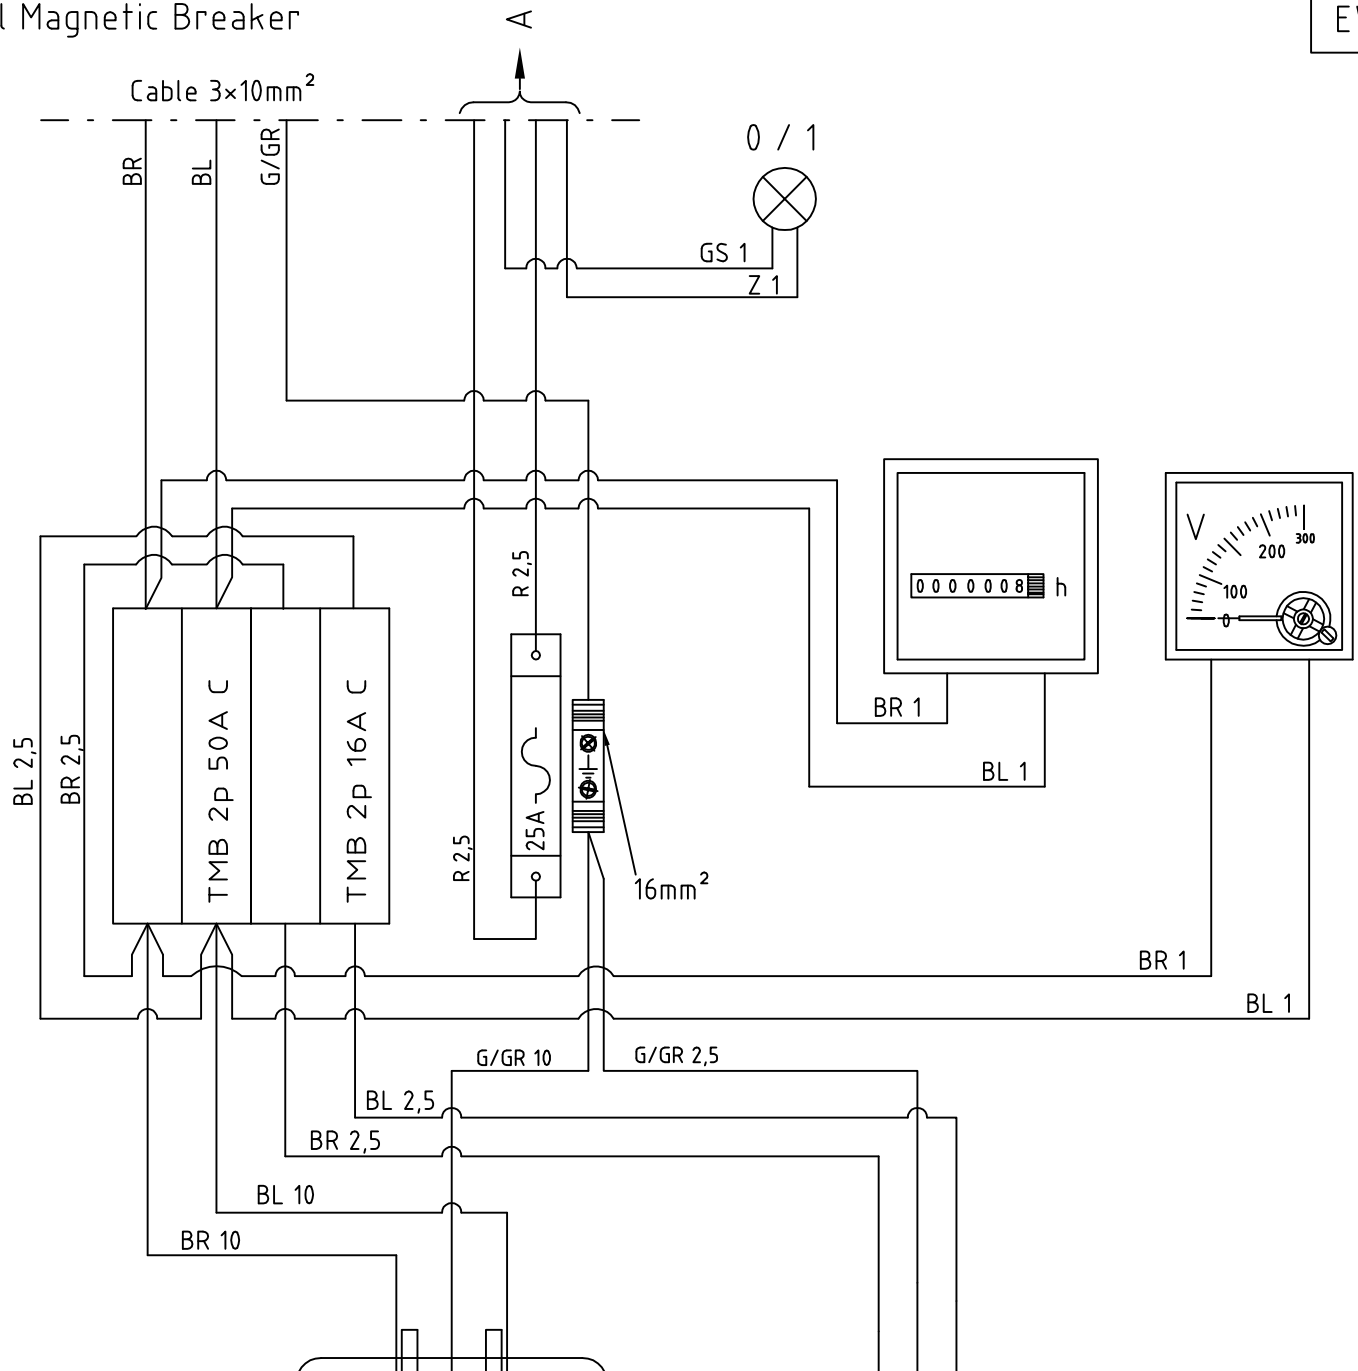 l Magnetic Breaker
A
Cable 3×10mm²
BR
BL
G/GR
0 / 1
GS 1
Z 1
R 2,5
V
100
200
300
0
0000008
h
BR 1
BL 1
BL 2,5
BR 2,5
TMB 2p 50A C
TMB 2p 16A C
25A
R 2,5
16mm²
BR 1
BL 1
G/GR 10
G/GR 2,5
BL 2,5
BR 2,5
BL 10
BR 10